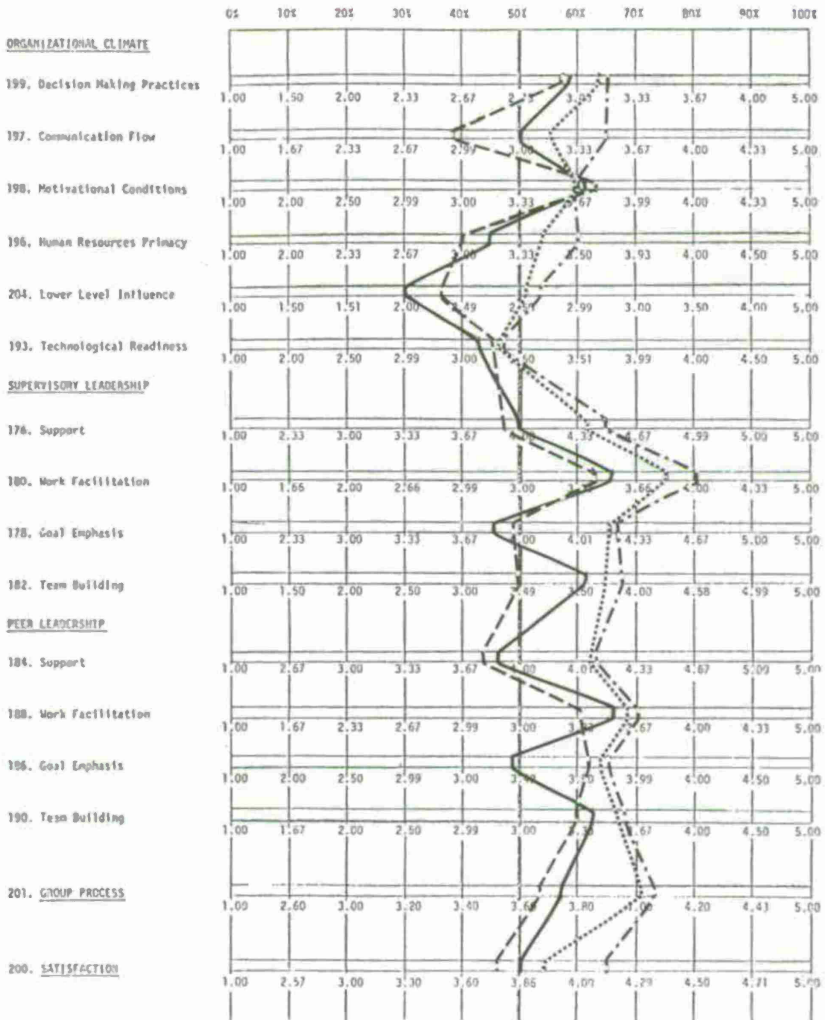 0% 10% 20% 30% 40% 50% 60% 70% 80% 90% 100%
ORGANIZATIONAL CLIMATE
199. Decision Making Practices
1.00 1.50 2.00 2.33 2.67 3.33 3.67 4.00 5.00
197. Communication Flow
1.00 1.67 2.33 2.67 2.99 3.00 3.33 3.67 4.00 4.33 5.00
198. Motivational Conditions
1.00 2.00 2.50 2.99 3.00 3.33 3.67 3.99 4.00 4.50 5.00
196. Human Resources Primacy
1.00 2.00 2.33 2.67 3.00 3.33 3.50 3.93 4.00 4.33 5.00
204. Lower Level Influence
1.00 1.50 1.51 2.00 2.49 2.99 3.00 3.50 5.00
193. Technological Readiness
1.00 2.00 2.50 2.99 3.00 3.51 3.99 4.00 4.50 5.00
SUPERVISORY LEADERSHIP
176. Support
1.00 2.33 3.00 3.33 3.67 4.00 4.33 4.67 4.99 5.00 5.00
180. Work Facilitation
1.00 1.66 2.00 2.66 2.99 3.00 3.66 4.00 4.33 5.00
178. Goal Emphasis
1.00 2.33 3.00 3.33 3.67 4.00 4.01 4.33 4.67 5.00 5.00
182. Team Building
1.00 2.00 3.00 3.49 3.50 4.00 4.58 4.99 5.00
PEER LEADERSHIP
184. Support
1.00 2.67 3.00 3.33 3.67 4.00 4.33 4.67 5.00 5.00
188. Work Facilitation
1.00 1.67 2.33 2.67 2.99 3.00 3.33 3.67 4.00 4.33 5.00
186. Goal Emphasis
1.00 2.00 2.50 2.99 3.00 3.99 4.00 4.50 5.00
190. Team Building
1.00 1.67 2.00 2.50 2.99 3.00 3.33 3.67 4.00 4.50 5.00
201. GROUP PROCESS
1.00 2.60 3.00 3.20 3.40 3.80 4.00 4.20 4.43 5.00
200. SATISFACTION
1.00 2.57 3.00 3.30 3.60 3.86 4.00 4.29 4.50 4.71 5.00